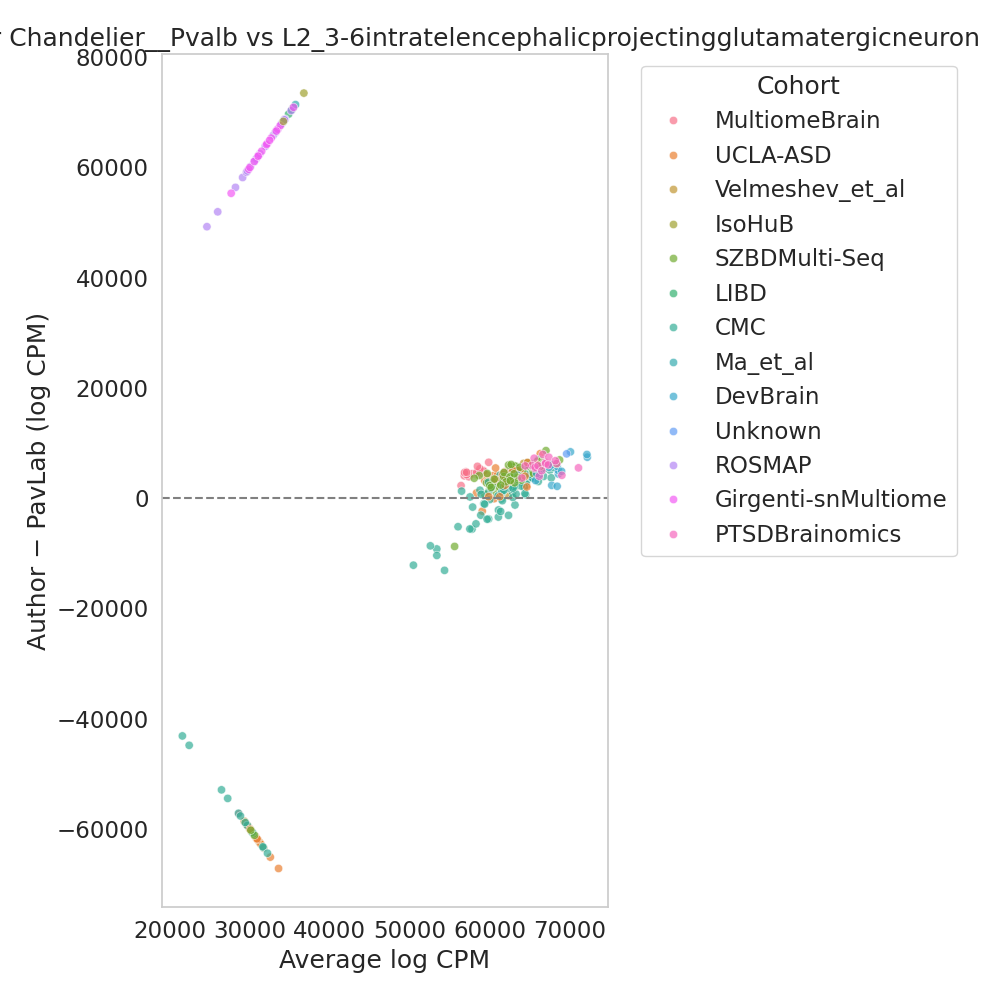 Chandelier__Pvalb vs L2_3-6intratelencephalicprojectingglutamatergicneuron
80000
60000
40000
20000
0
−20000
−40000
−60000
Author − PavLab (log CPM)
20000 30000 40000 50000 60000 70000
Average log CPM
Cohort
MultiomeBrain
UCLA-ASD
Velmeshev_et_al
IsoHuB
SZBDMulti-Seq
LIBD
CMC
Ma_et_al
DevBrain
Unknown
ROSMAP
Girgenti-snMultiome
PTSDBrainomics